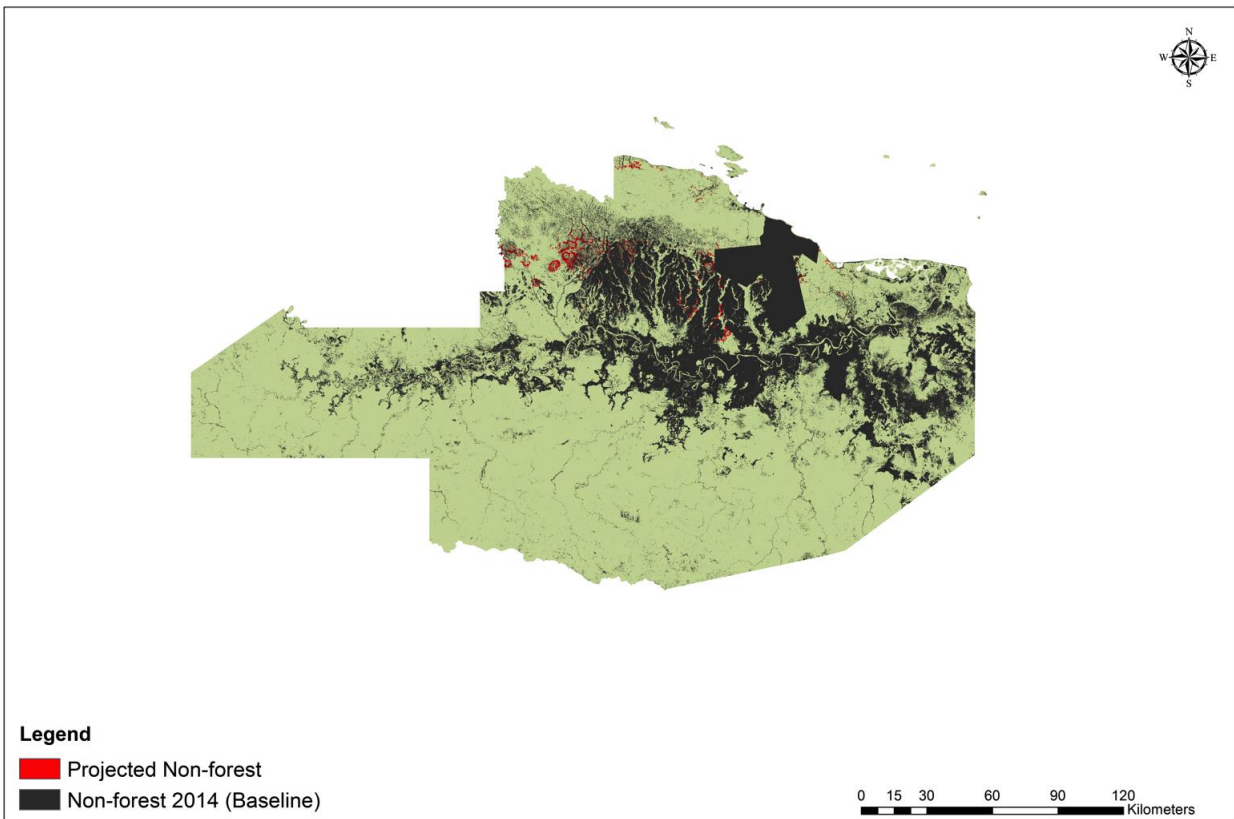 N
W E
S
Legend
Projected Non-forest
Non-forest 2014 (Baseline)
0 15 30 60 90 120
Kilometers